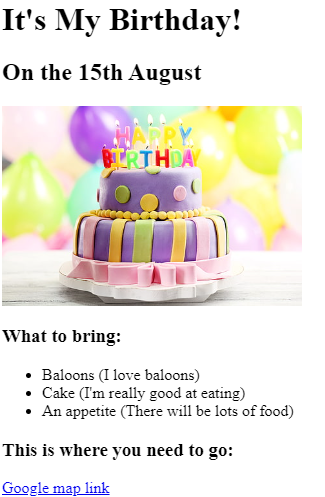 It's My Birthday!
On the 15th August
HAPPY
BIRTHDAY
What to bring:
Baloons (I love baloons)
Cake (I'm really good at eating)
An appetite (There will be lots of food)
This is where you need to go:
Google map link